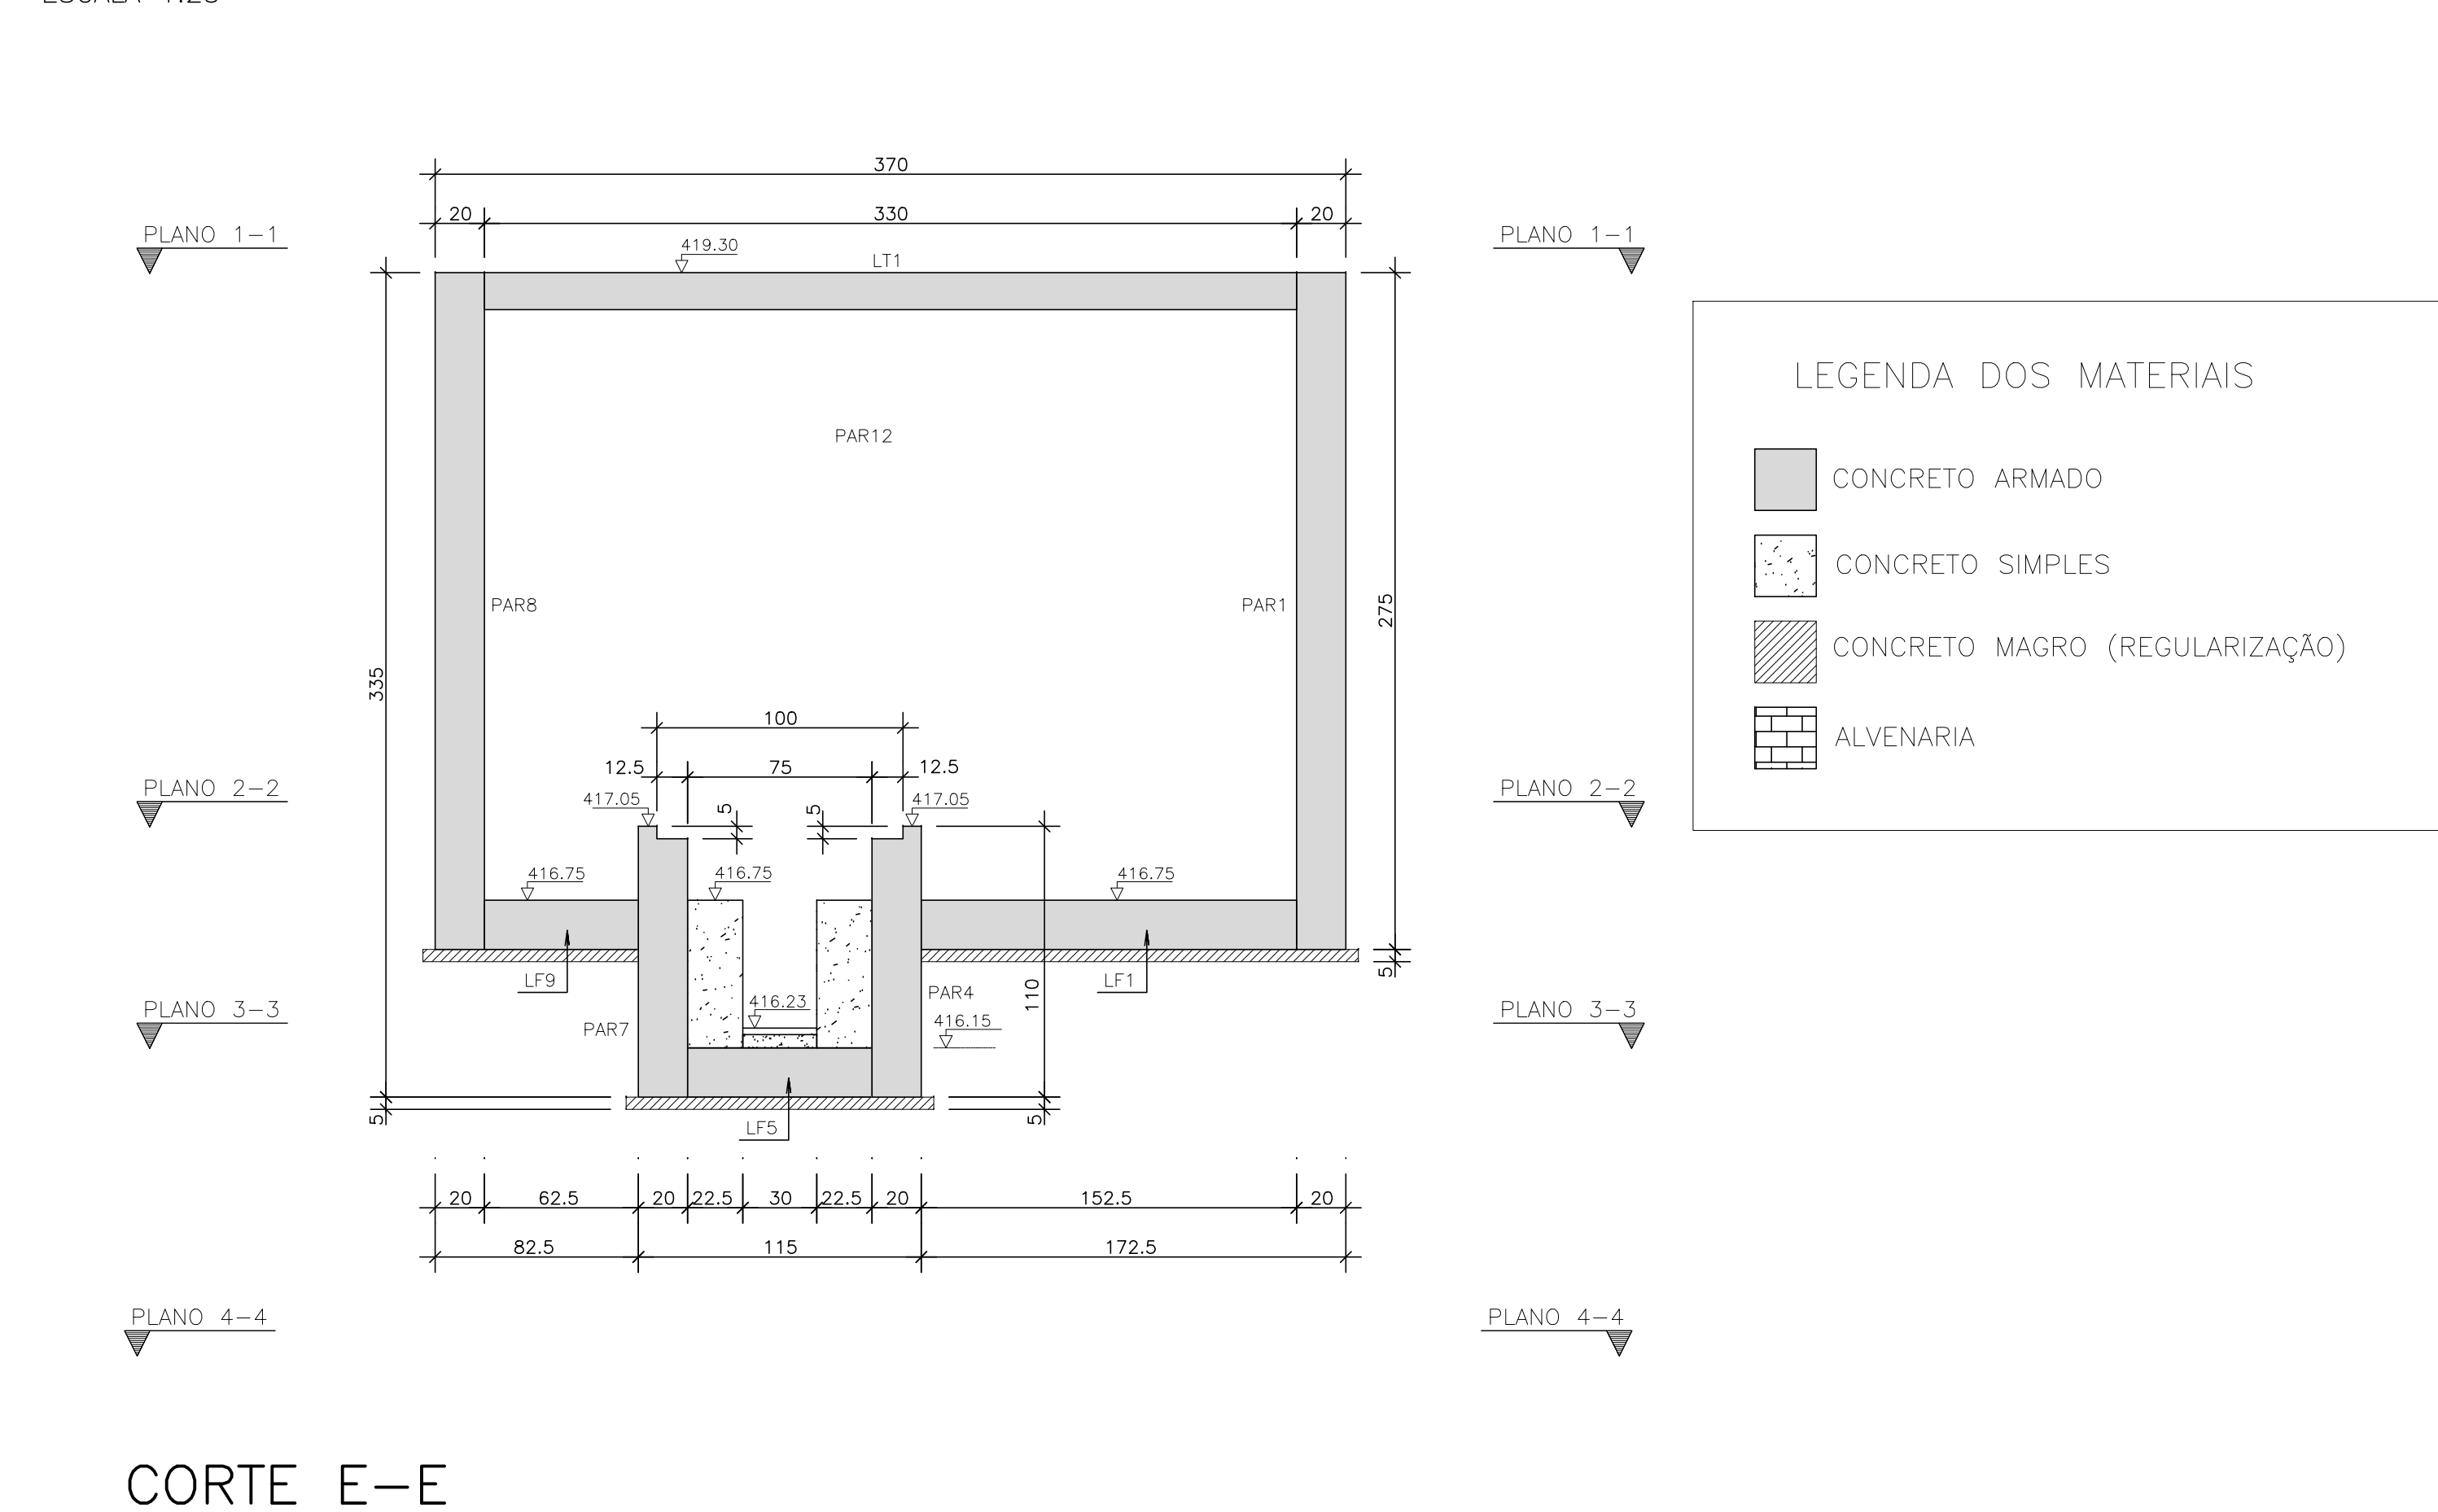 370
20 330 20
PLANO 1-1
PLANO 1-1
419.30
LT1
LEGENDA DOS MATERIAIS
PAR12
CONCRETO ARMADO
CONCRETO SIMPLES
PAR8
PAR1
275
CONCRETO MAGRO (REGULARIZAÇÃO)
335
ALVENARIA
100
12.5 75 12.5
PLANO 2-2
PLANO 2-2
417.05
5
5
417.05
416.75
416.75
416.75
LF9
LF1
5
PAR4
110
416.23
PLANO 3-3
PLANO 3-3
PAR7
416.15
5
5
LF5
20 62.5 20 22.5 30 22.5 20 152.5 20
82.5 115 172.5
PLANO 4-4
PLANO 4-4
CORTE E-E